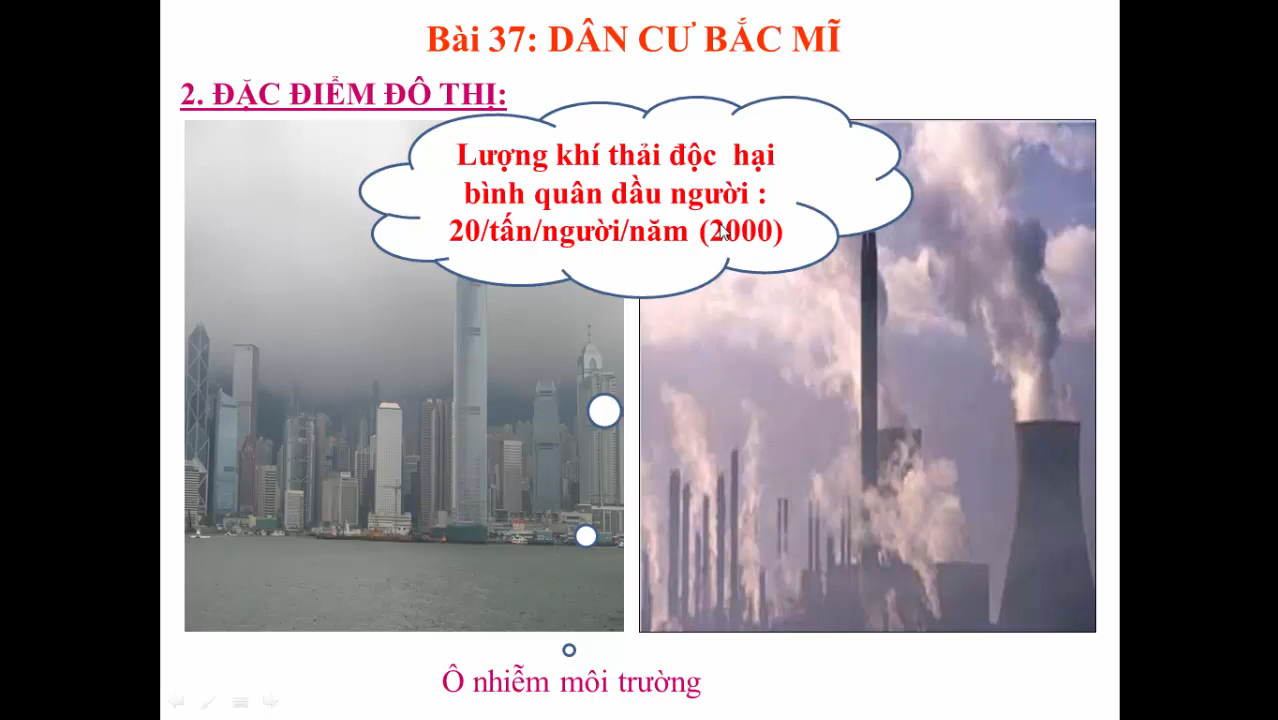 Bài 37: DÂN CƯ BẮC MĨ
2. ĐẶC ĐIỂM ĐÔ THỊ:
Lượng khí thải độc hại
bình quân dầu người :
20/tấn/người/năm (2000)
Ô nhiễm môi trường